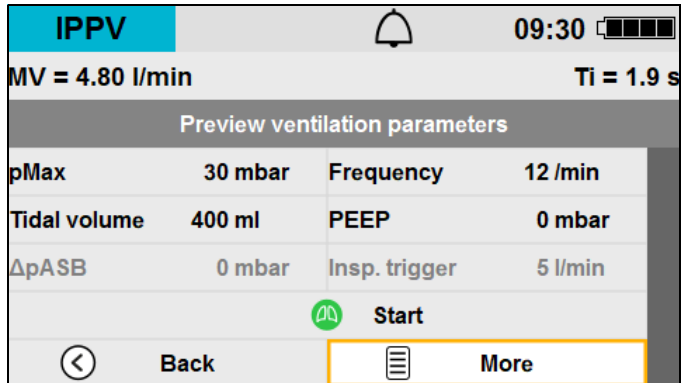 IPPV 09:30
MV = 4.80 l/min Ti = 1.9 s
Preview ventilation parameters
pMax 30 mbar Frequency 12 /min
Tidal volume 400 ml PEEP 0 mbar
ΔpASB 0 mbar Insp. trigger 5 l/min
Start
Back More